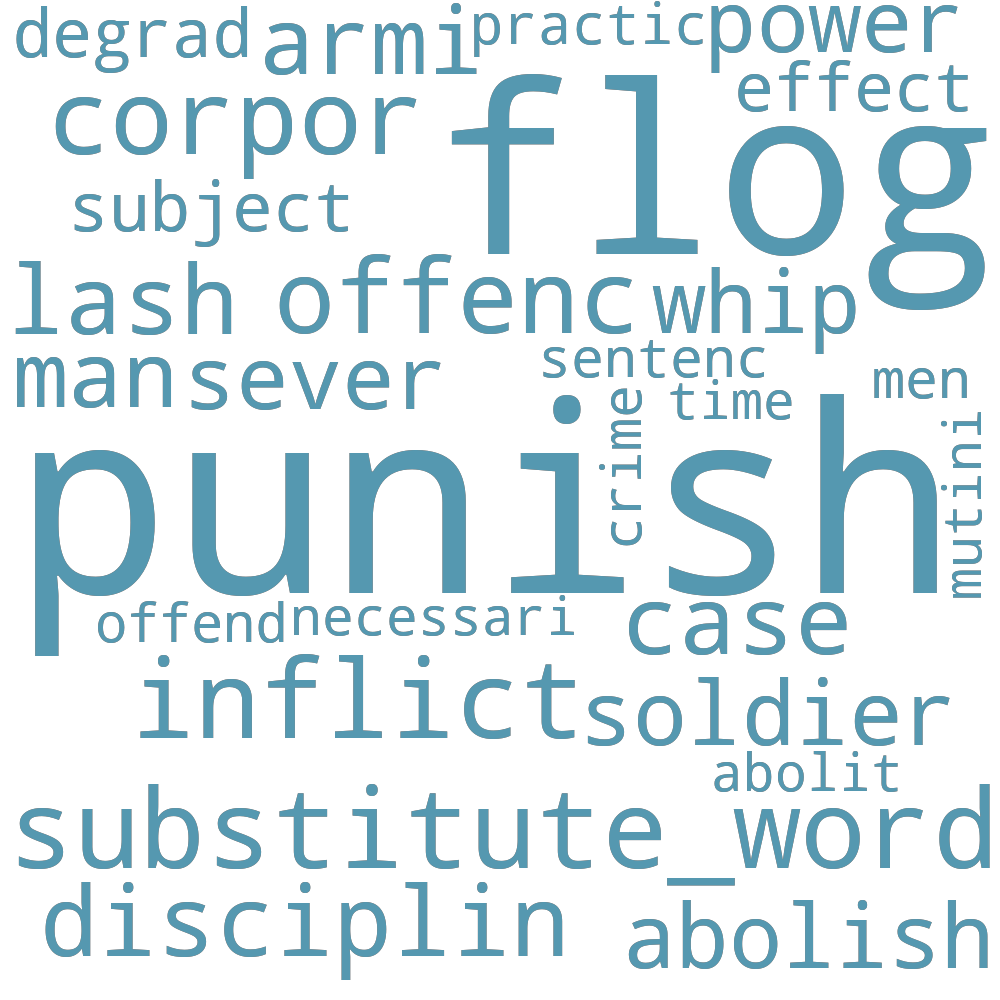 degrad armi practic power
corpor flog effect
subject
lash offenc whip
man sever sentenc
time men
crime
mutini
punish
offend necessari case
inflict soldier
abolit
substitute_word
disciplin abolish